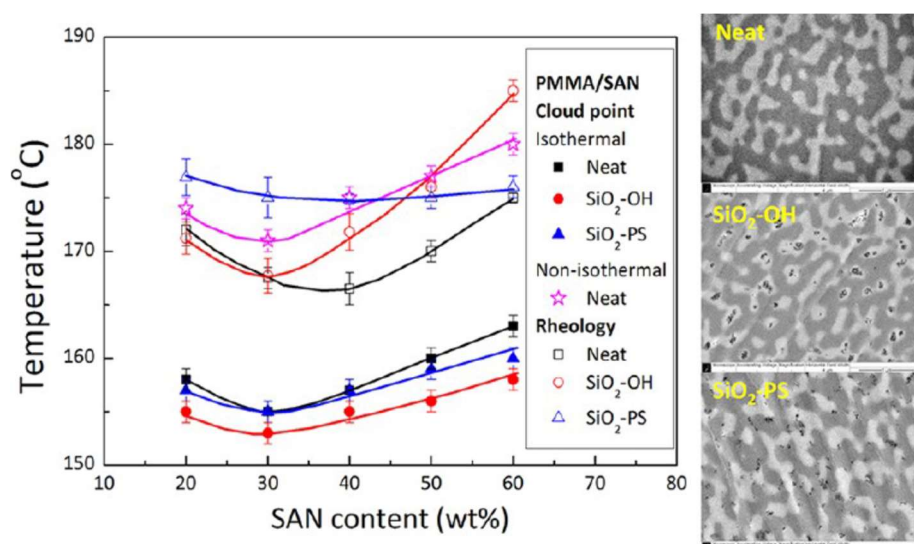 190
180
170
160
150
Temperature (°C)
10 20 30 40 50 60 70 80
SAN content (wt%)
PMMA/SAN
Cloud point
Isothermal
Neat
SiO₂-OH
SiO₂-PS
Non-isothermal
Neat
Rheology
Neat
SiO₂-OH
SiO₂-PS
Neat
SiO₂-OH
SiO₂-PS